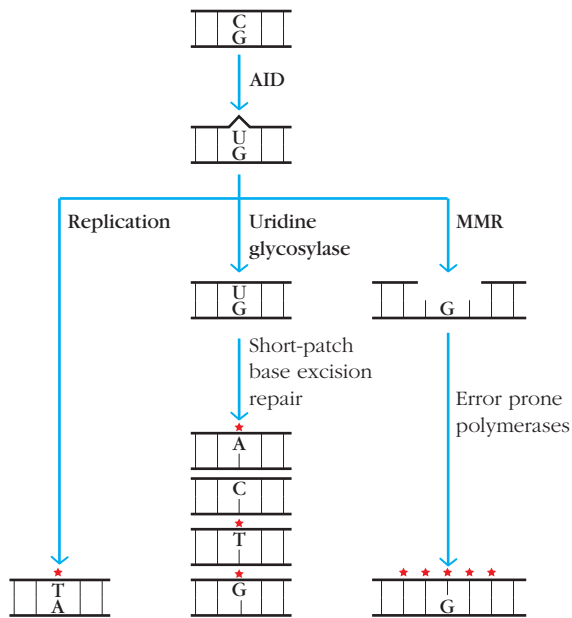 C
G
AID
U
G
Replication
Uridine
glycosylase
MMR
U
G
G
Short-patch
base excision
repair
Error prone
polymerases
A
C
T
G
T
A
G